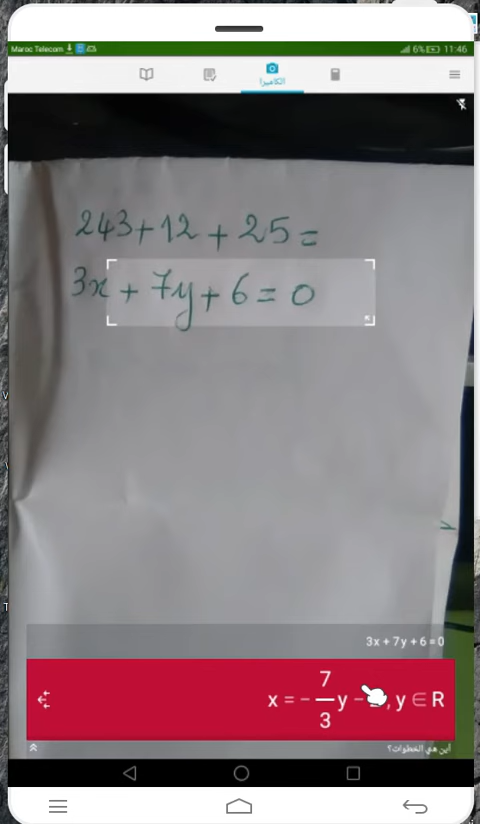 Maroc Telecom 6% 11:46
الكاميرا
243+12+25=
3x+7y+6=0
3x+7y+6=0
x = -7/3 y - , y ∈ R
أين هي الخطوات؟